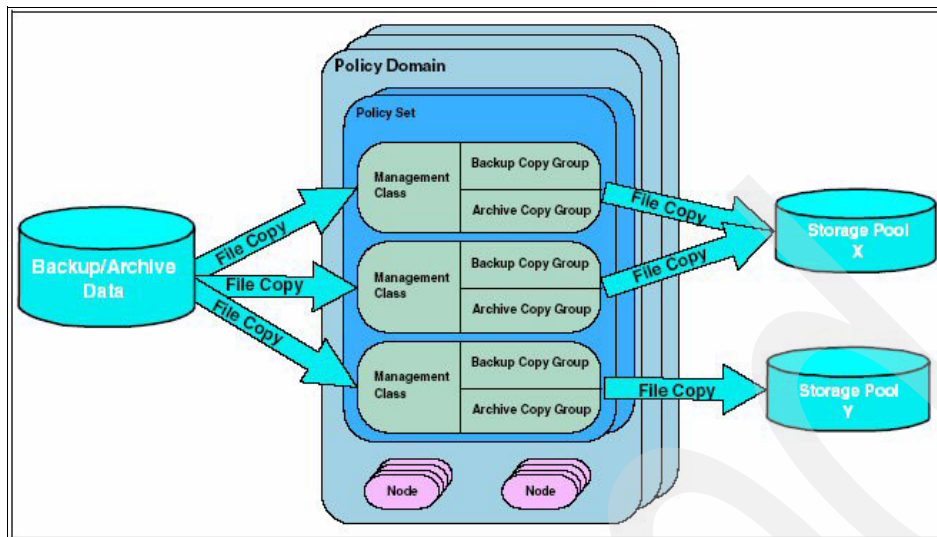 Policy Domain
Policy Set
Management
Class
Backup Copy Group
Archive Copy Group
Management
Class
Backup Copy Group
Archive Copy Group
Management
Class
Backup Copy Group
Archive Copy Group
Backup/Archive
Data
File Copy
File Copy
File Copy
File Copy
File Copy
File Copy
Storage Pool
X
Storage Pool
Y
Node
Node